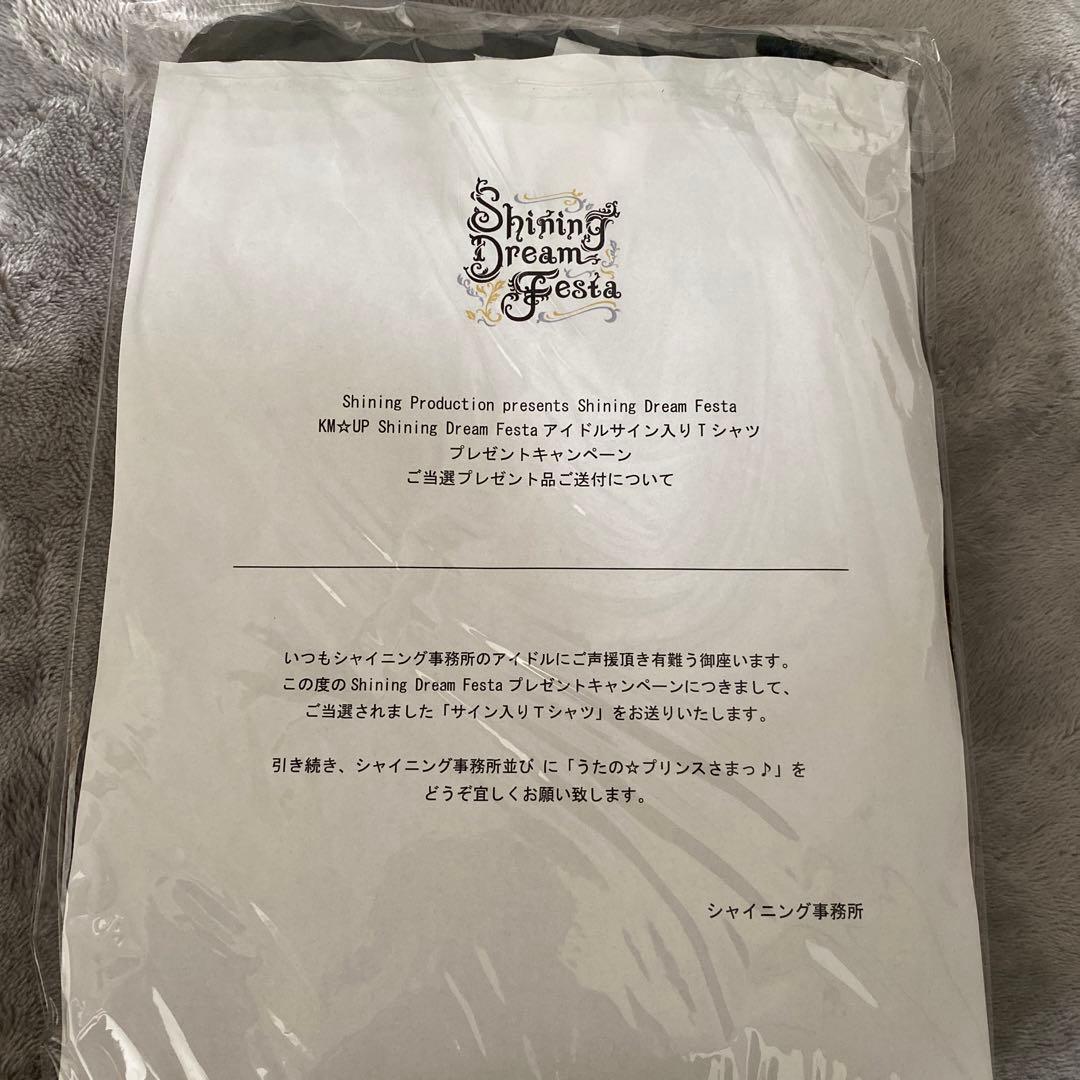 Shining
Dream
Festa
Shining Production presents Shining Dream Festa
KM☆UP Shining Dream Festa アイドルサイン入りTシャツ
プレゼントキャンペーン
ご当選プレゼント品ご送付について
いつもシャイニング事務所のアイドルにご声援頂き有難う御座います。
この度の Shining Dream Festa プレゼントキャンペーンにつきまして、
ご当選されました「サイン入りTシャツ」をお送りいたします。
引き続き、シャイニング事務所並び に「うたの☆プリンスさまっ♪」を
どうぞ宜しくお願い致します。
シャイニング事務所